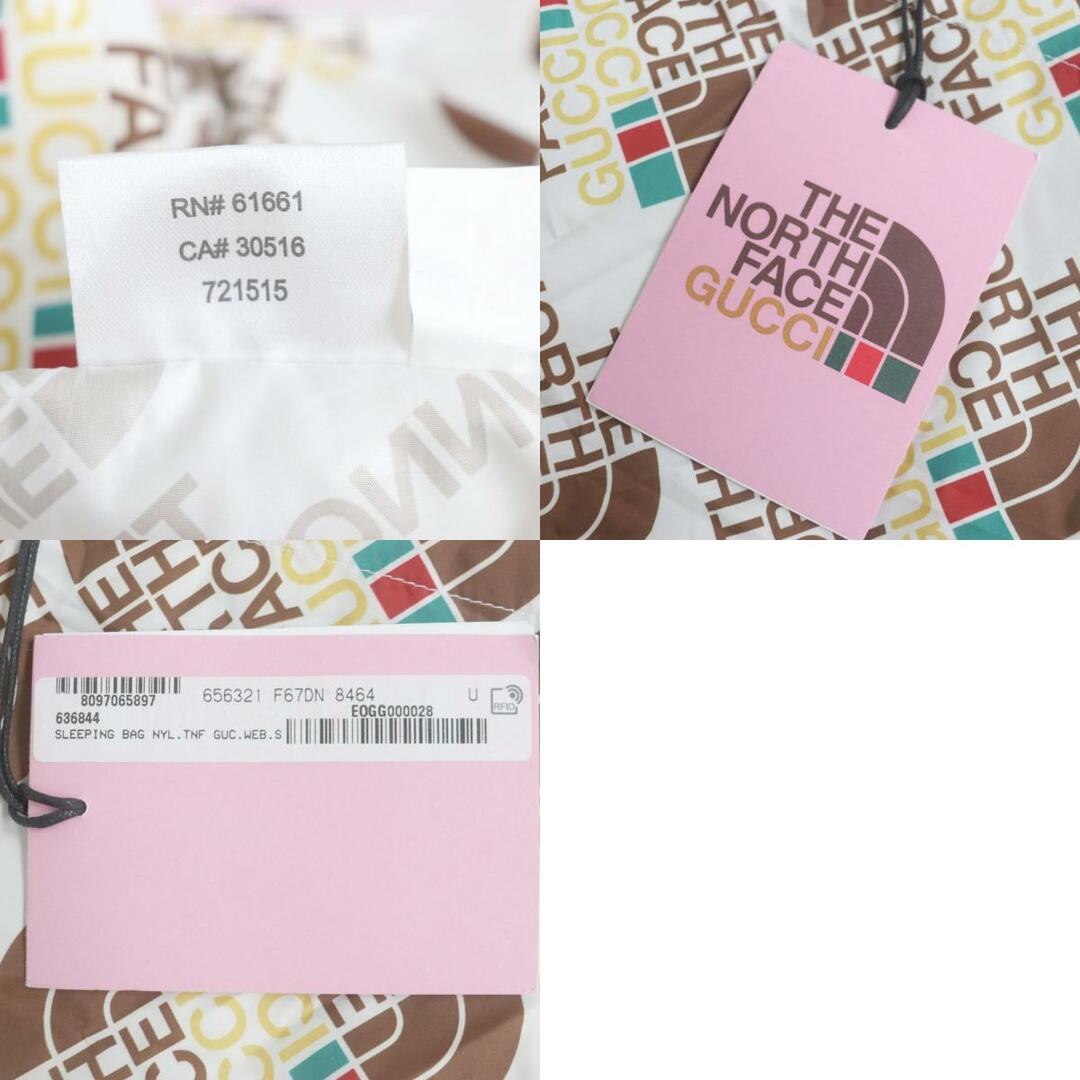 RN# 61661
CA# 30516
721515
THE
NORTH
FACE
GUCCI
8097065897
656321 F67DN 8464
U
RFID
636844
EOGG000028
SLEEPING BAG NYL.TNF GUC.WEB.S